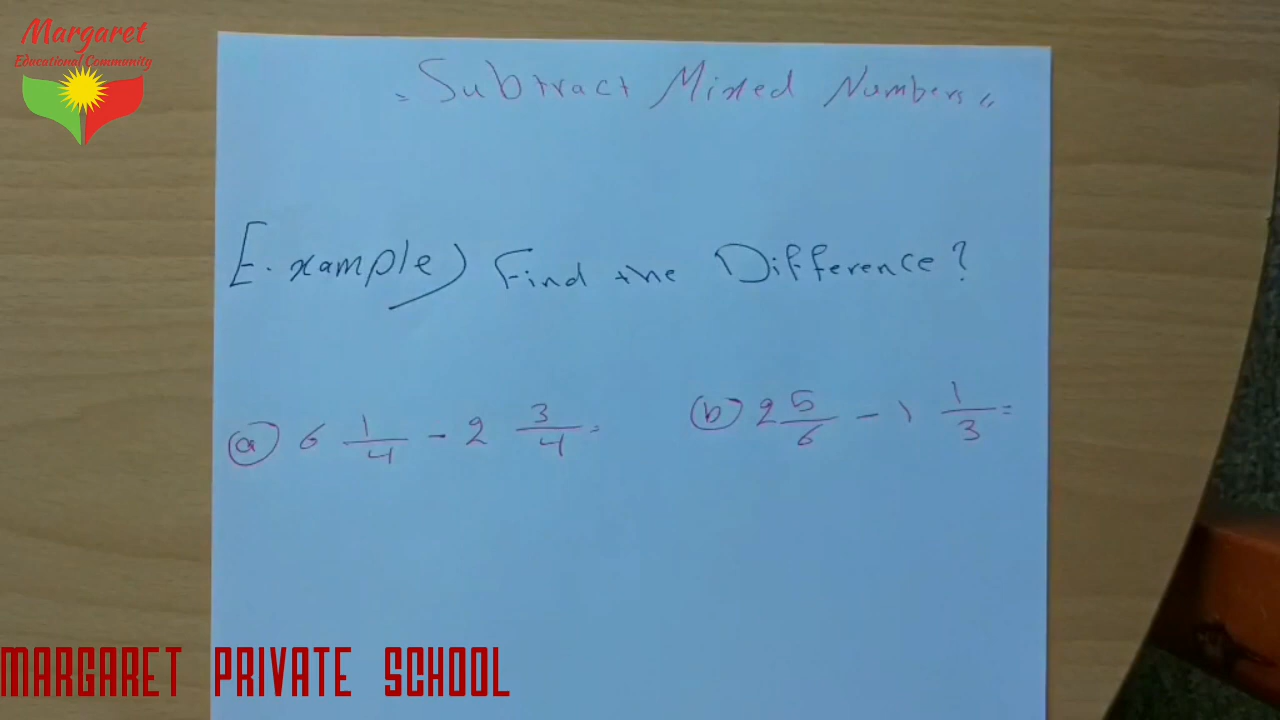 Margaret
Educational Community
" Subtract Mixed Numbers "
Example) Find the Difference?
a) 6 1/4 - 2 3/4 =
b) 2 5/6 - 1 1/3 =
MARGARET PRIVATE SCHOOL